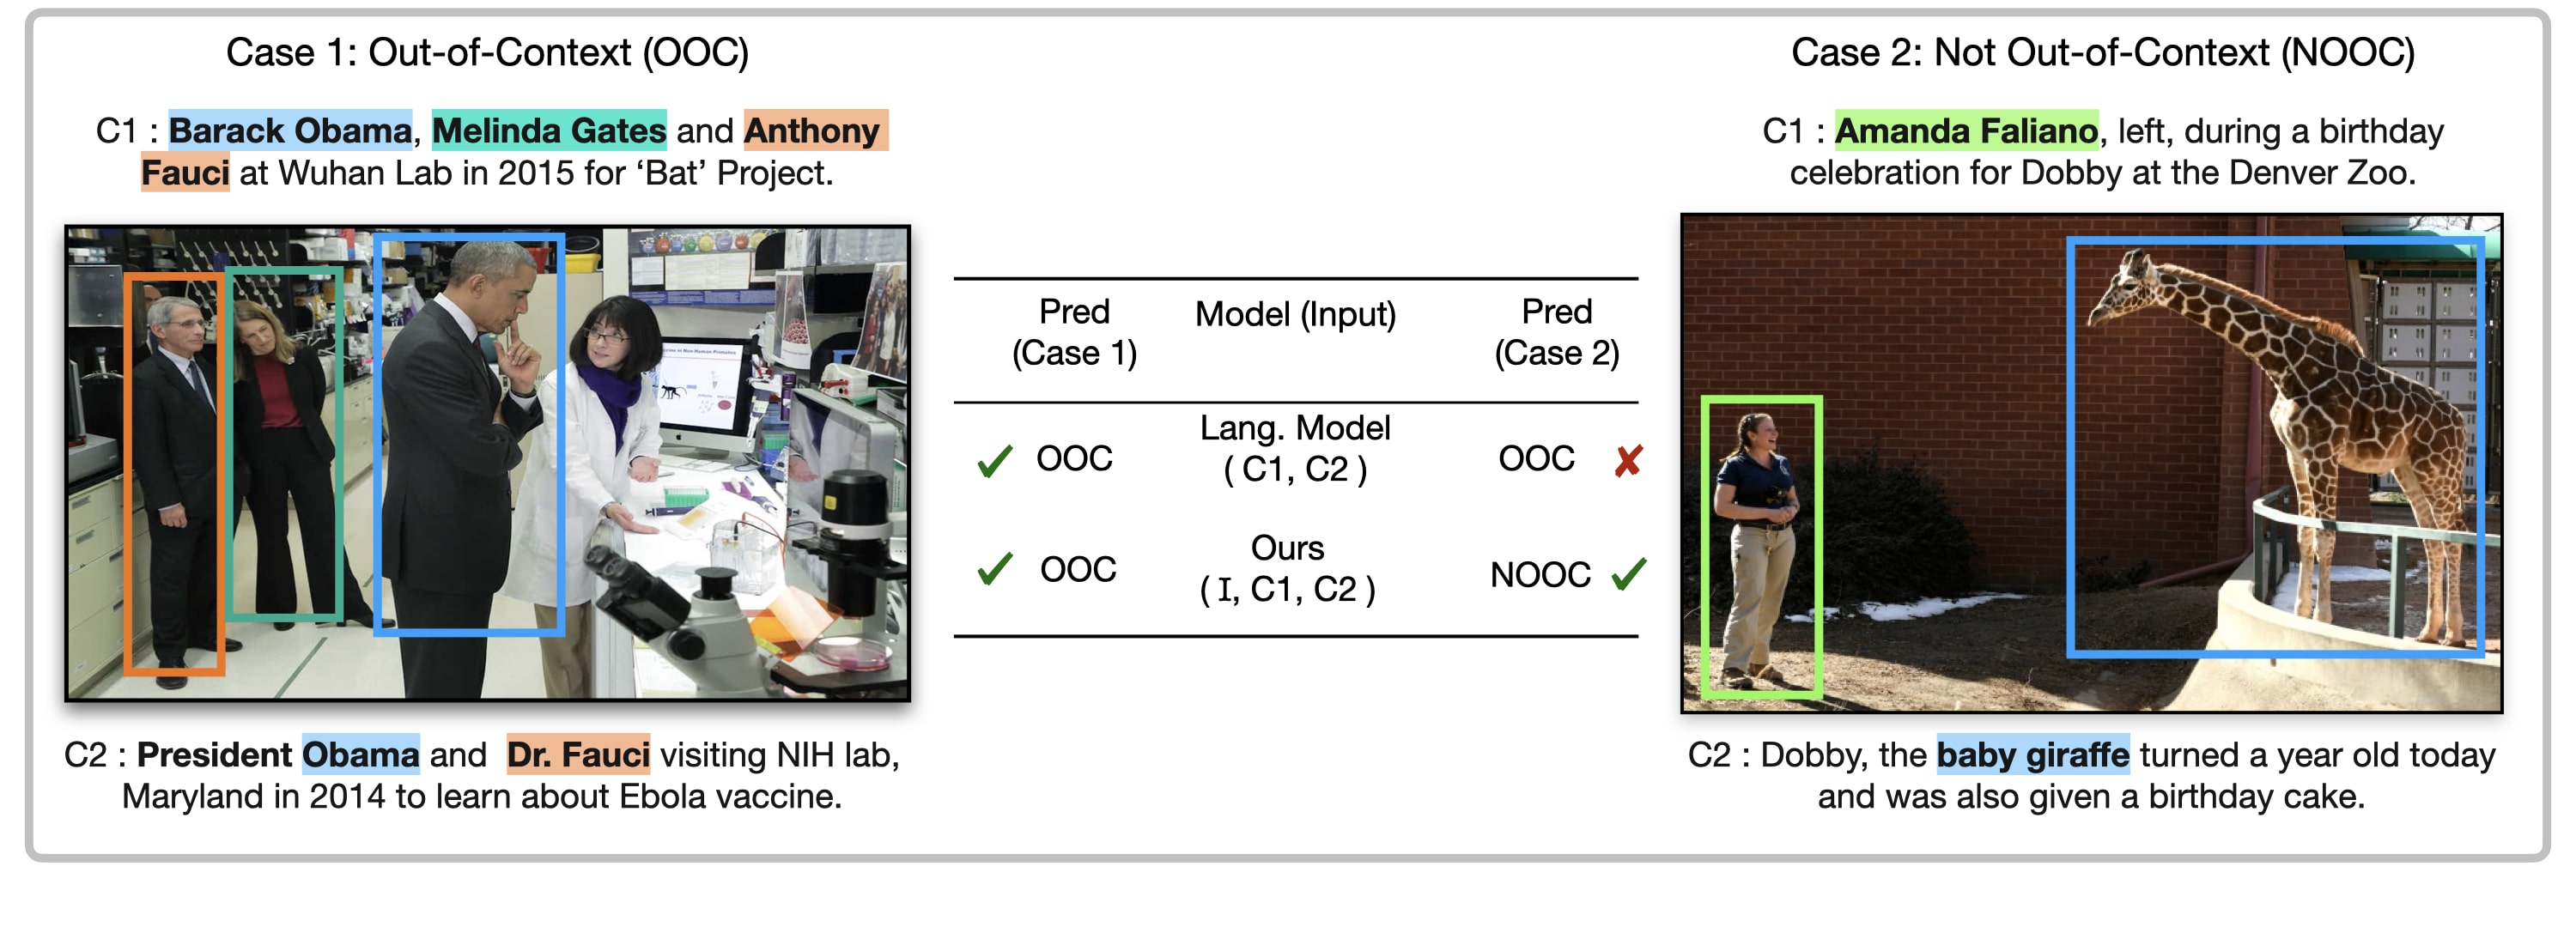 Case 1: Out-of-Context (OOC)
C1 : Barack Obama, Melinda Gates and Anthony
Fauci at Wuhan Lab in 2015 for ‘Bat’ Project.
C2 : President Obama and Dr. Fauci visiting NIH lab,
Maryland in 2014 to learn about Ebola vaccine.
Pred
(Case 1)
Model (Input)
Pred
(Case 2)
OOC
Lang. Model
( C1, C2 )
OOC
OOC
Ours
( I, C1, C2 )
NOOC
Case 2: Not Out-of-Context (NOOC)
C1 : Amanda Faliano, left, during a birthday
celebration for Dobby at the Denver Zoo.
C2 : Dobby, the baby giraffe turned a year old today
and was also given a birthday cake.